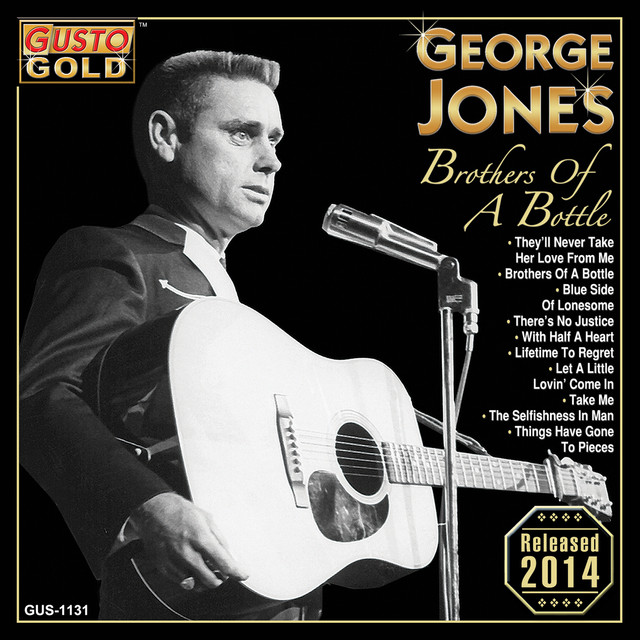 GUSTO™
GOLD
GEORGE
JONES
Brothers Of
A Bottle
• They'll Never Take
Her Love From Me
• Brothers Of A Bottle
• Blue Side
Of Lonesome
• There's No Justice
• With Half A Heart
• Lifetime To Regret
• Let A Little
Lovin' Come In
• Take Me
• The Selfishness In Man
• Things Have Gone
To Pieces
Released
2014
GUS-1131